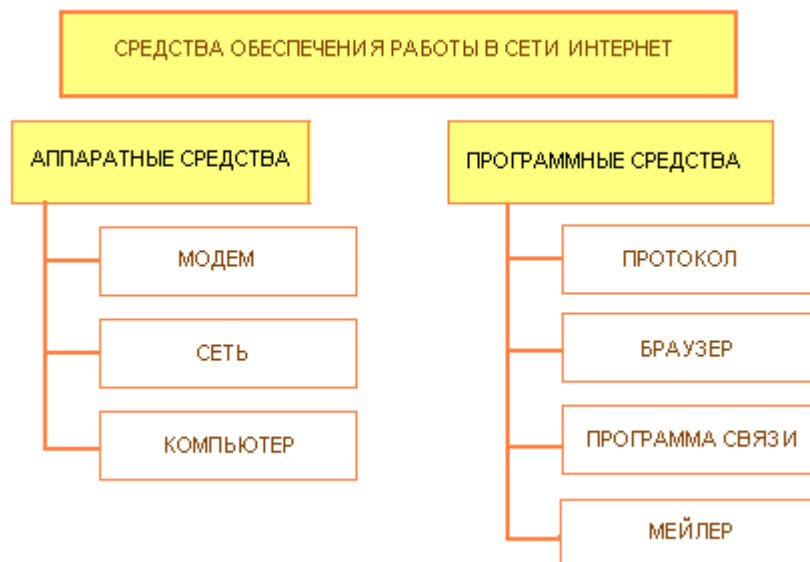 СРЕДСТВА ОБЕСПЕЧЕНИЯ РАБОТЫ В СЕТИ ИНТЕРНЕТ
АППАРАТНЫЕ СРЕДСТВА
МОДЕМ
СЕТЬ
КОМПЬЮТЕР
ПРОГРАММНЫЕ СРЕДСТВА
ПРОТОКОЛ
БРАУЗЕР
ПРОГРАММА СВЯЗИ
МЕЙЛЕР